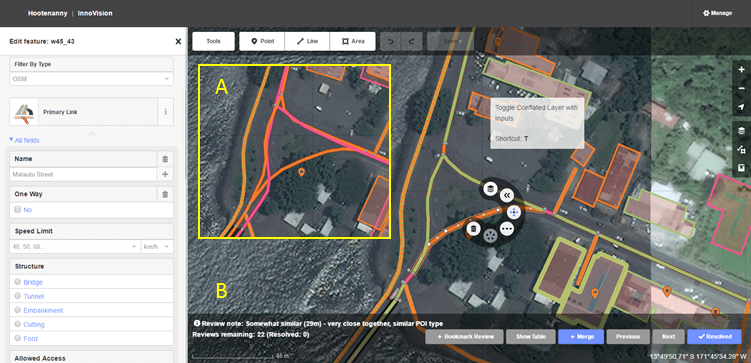 Hootenanny | InnoVision
Manage
Edit feature: w45_43
Filter By Type
OSM
Primary Link
All fields
Name
Matautu Street
One Way
No
Speed Limit
40, 50, 60...
km/h
Structure
Bridge
Tunnel
Embankment
Cutting
Ford
Allowed Access
Tools
Point
Line
Area
A
Toggle Conflated Layer with
Inputs
Shortcut: T
B
Review note: Somewhat similar (29m) - very close together, similar POI type
Reviews remaining: 22 (Resolved: 0)
+ Bookmark Review
Show Table
+ Merge
Previous
Next
Resolved
45 m
13°49'50.71" S 171°45'34.28" W